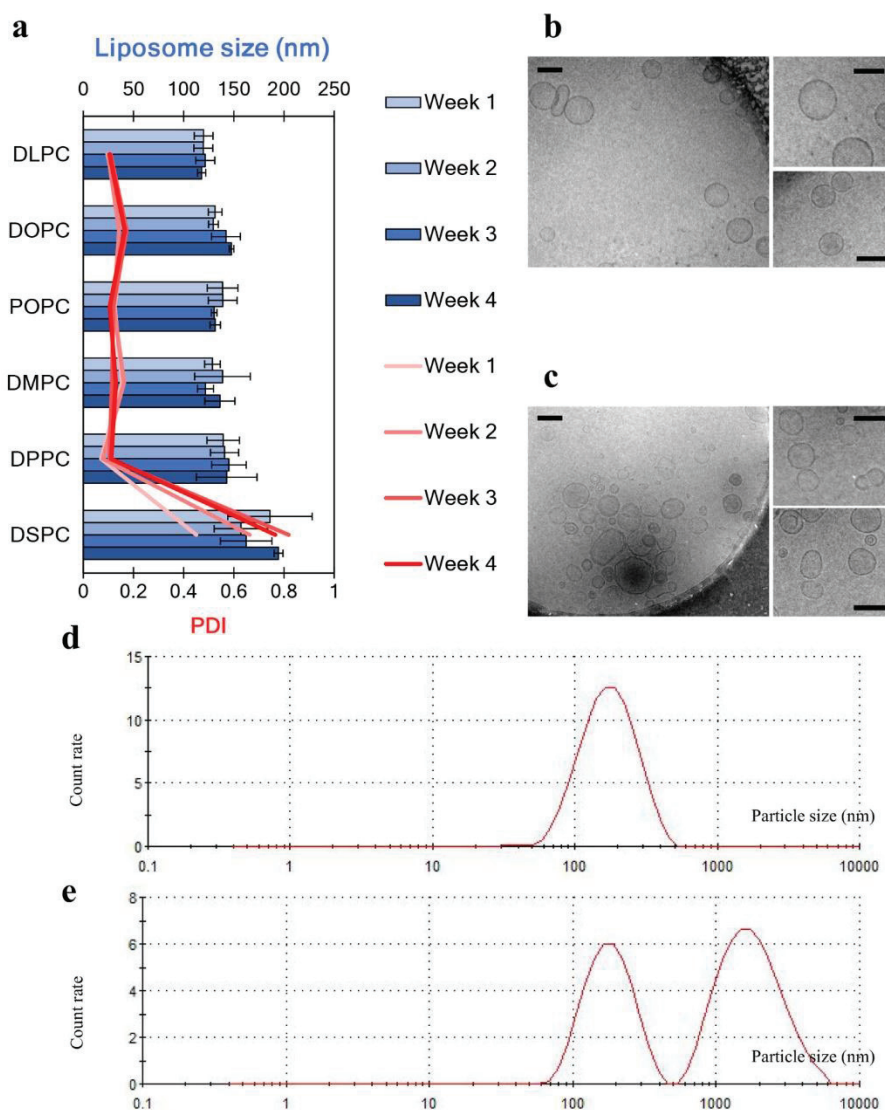 a
Liposome size (nm)
0 50 100 150 200 250
DLPC
DOPC
POPC
DMPC
DPPC
DSPC
0 0.2 0.4 0.6 0.8 1
PDI
Week 1
Week 2
Week 3
Week 4
Week 1
Week 2
Week 3
Week 4
b
c
d
Count rate
15
10
5
0
Particle size (nm)
0.1 1 10 100 1000 10000
e
Count rate
8
6
4
2
0
Particle size (nm)
0.1 1 10 100 1000 10000